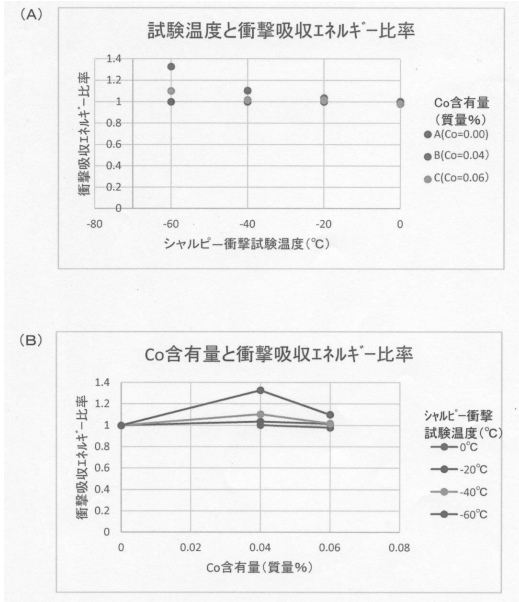 (A)
試験温度と衝撃吸収エネルギー比率
衝撃吸収エネルギー比率
1.4
1.2
1
0.8
0.6
0.4
0.2
0
-80
-60
-40
-20
0
シャルピー衝撃試験温度(℃)
Co含有量
(質量%)
A(Co=0.00)
B(Co=0.04)
C(Co=0.06)
(B)
Co含有量と衝撃吸収エネルギー比率
衝撃吸収エネルギー比率
1.4
1.2
1
0.8
0.6
0.4
0.2
0
0
0.02
0.04
0.06
0.08
Co含有量(質量%)
シャルピー衝撃
試験温度(℃)
0℃
-20℃
-40℃
-60℃